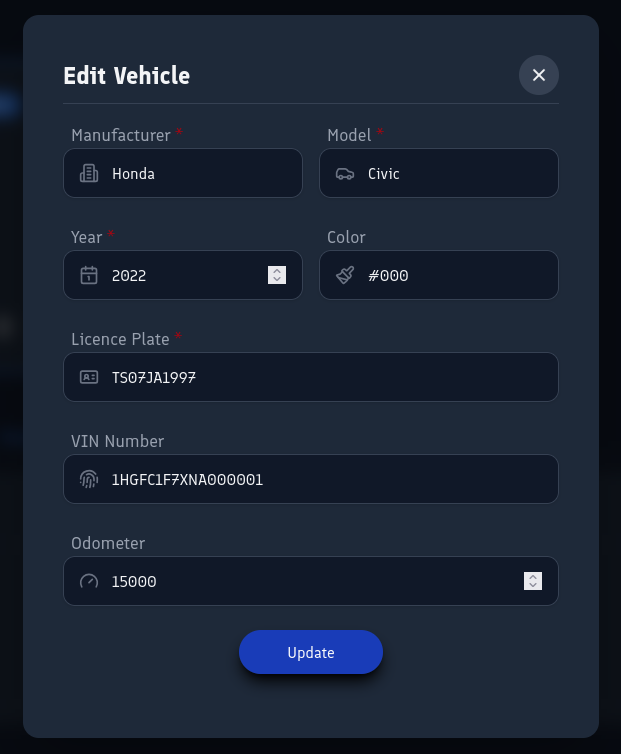 Edit Vehicle
Manufacturer * Model *
Honda Civic
Year * Color
2022 #000
Licence Plate *
TS07JA1997
VIN Number
1HGFC1F7XNA000001
Odometer
15000
Update